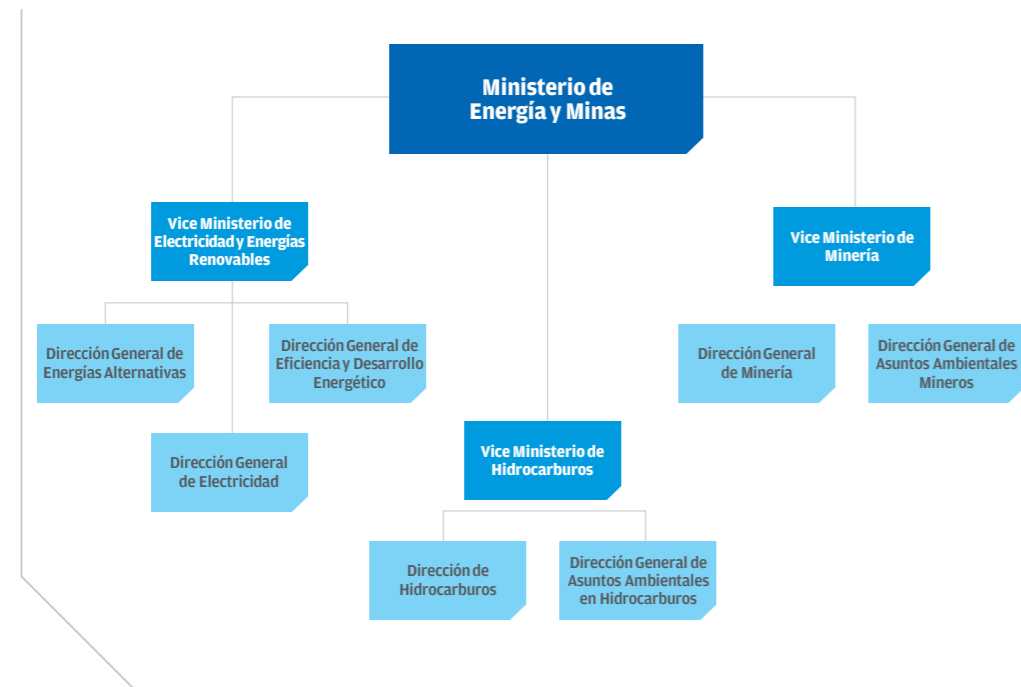 Ministerio de
Energía y Minas
Vice Ministerio de
Electricidad y Energías
Renovables
Vice Ministerio de
Minería
Dirección General de
Energías Alternativas
Dirección General de
Eficiencia y Desarrollo
Energético
Dirección General
de Minería
Dirección General de
Asuntos Ambientales
Mineros
Dirección General
de Electricidad
Vice Ministerio de
Hidrocarburos
Dirección de
Hidrocarburos
Dirección General de
Asuntos Ambientales
en Hidrocarburos